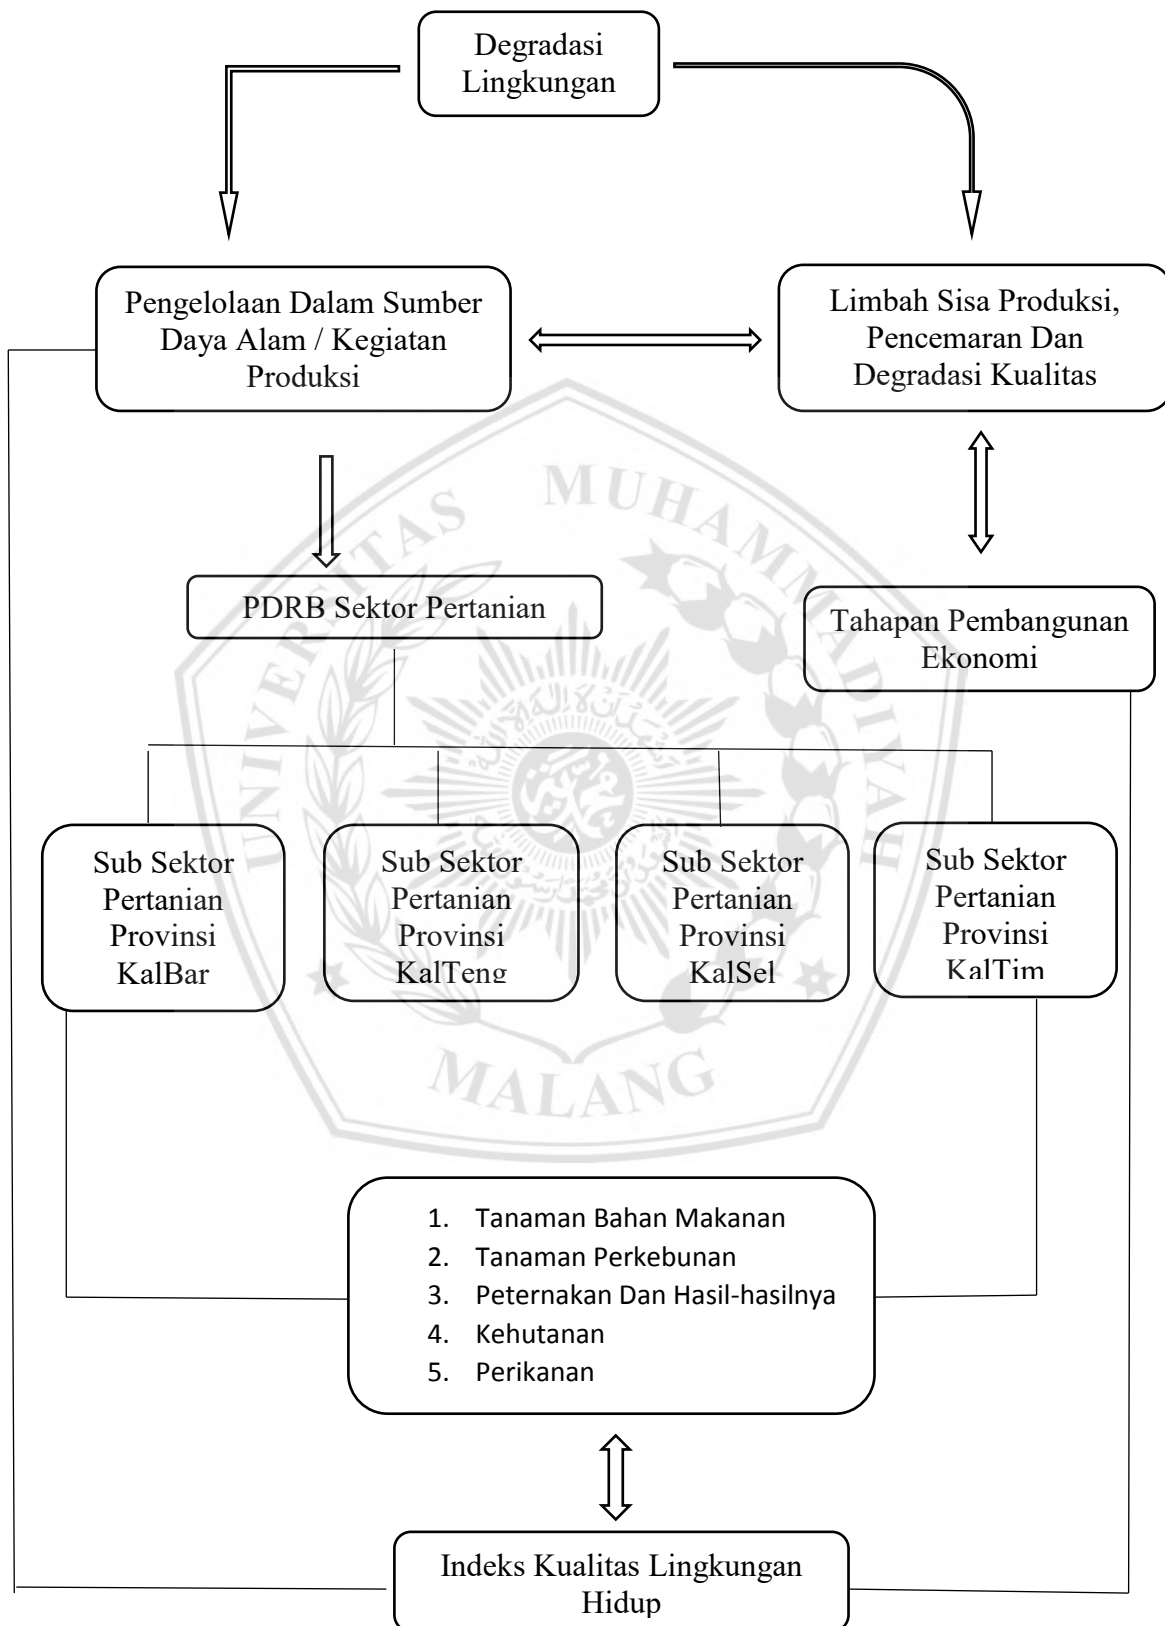 Degradasi
Lingkungan
Pengelolaan Dalam Sumber
Daya Alam / Kegiatan
Produksi
Limbah Sisa Produksi,
Pencemaran Dan
Degradasi Kualitas
UNIVERSITAS MUHAMMADIYAH
PDRB Sektor Pertanian
Tahapan Pembangunan
Ekonomi
Sub Sektor
Pertanian
Provinsi
KalBar
Sub Sektor
Pertanian
Provinsi
KalTeng
Sub Sektor
Pertanian
Provinsi
KalSel
Sub Sektor
Pertanian
Provinsi
KalTim
MALANG
1. Tanaman Bahan Makanan
2. Tanaman Perkebunan
3. Peternakan Dan Hasil-hasilnya
4. Kehutanan
5. Perikanan
Indeks Kualitas Lingkungan
Hidup